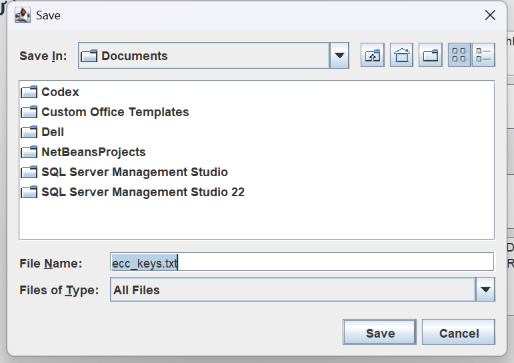 Save
Save In:
Documents
Codex
Custom Office Templates
Dell
NetBeansProjects
SQL Server Management Studio
SQL Server Management Studio 22
File Name:
ecc_keys.txt
Files of Type:
All Files
Save
Cancel